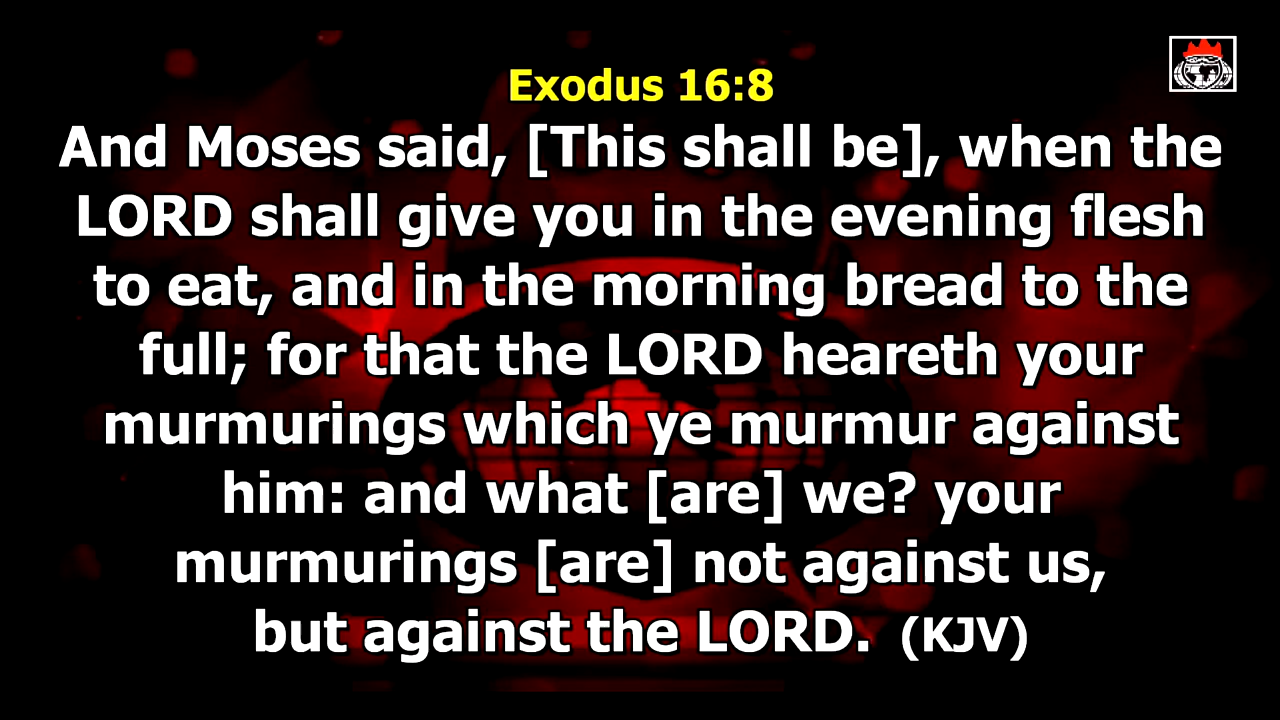 Exodus 16:8
And Moses said, [This shall be], when the
LORD shall give you in the evening flesh
to eat, and in the morning bread to the
full; for that the LORD heareth your
murmurings which ye murmur against
him: and what [are] we? your
murmurings [are] not against us,
but against the LORD. (KJV)